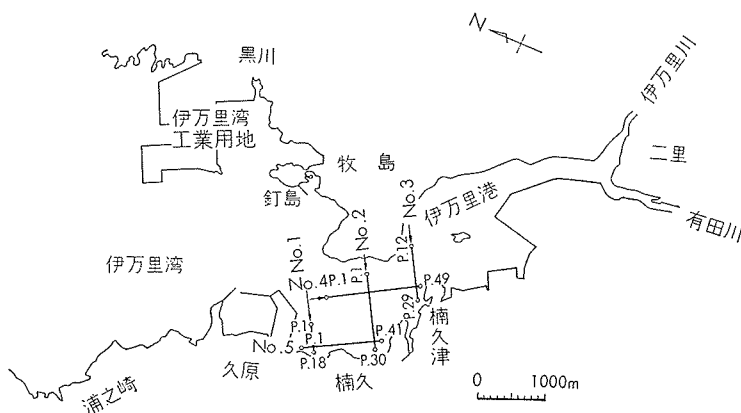 N
黒川
伊万里川
伊万里湾
工業用地
牧島
二里
釘島
No.3
伊万里港
有田川
No.2
No.1
伊万里湾
P.12
P.1
No.4
P.1
P.49
P.29
P.1
P.1
P.41
No.5
P.18
P.30
楠久津
久原
楠久
浦之崎
0
1000m